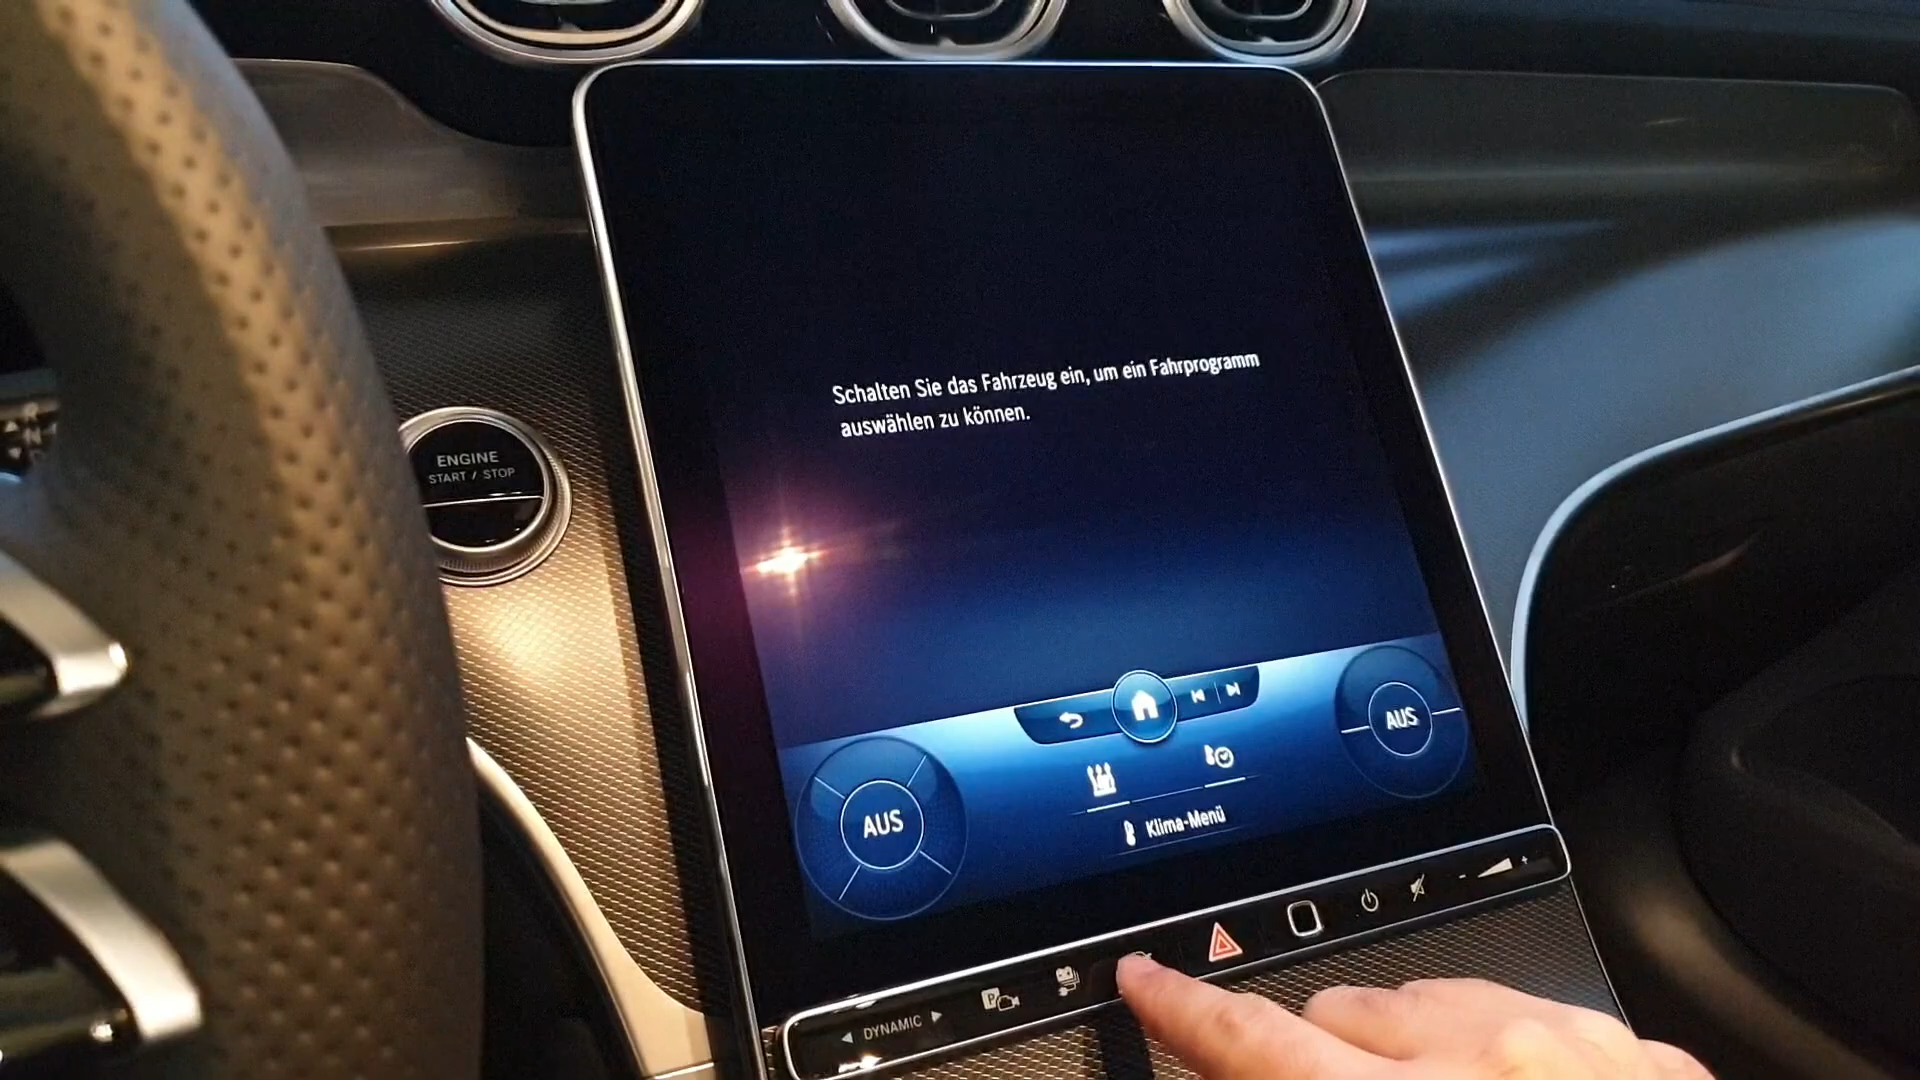 Schalten Sie das Fahrzeug ein, um ein Fahrprogramm
auswählen zu können.
ENGINE
START / STOP
AUS
AUS
Klima-Menü
DYNAMIC
P
- +